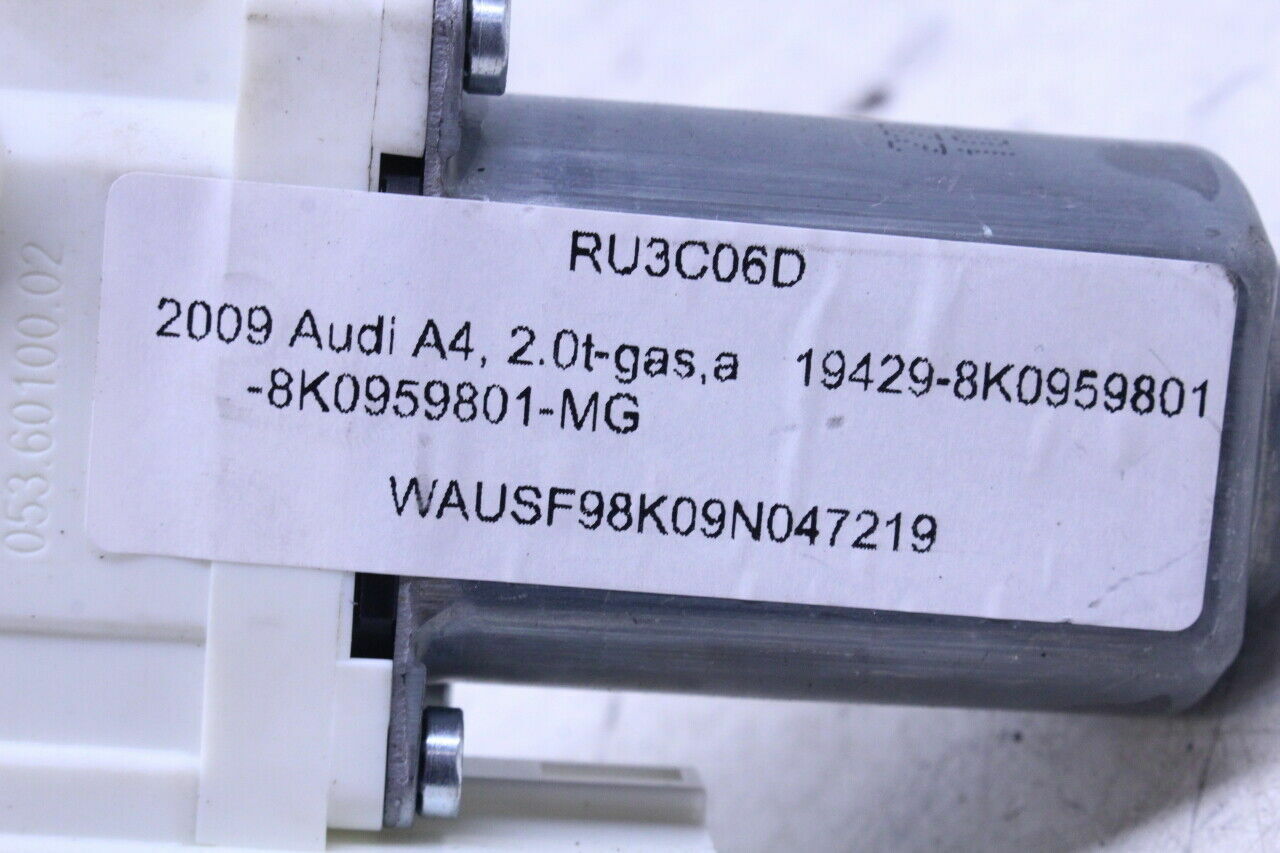 RU3C06D
2009 Audi A4, 2.0t-gas,a 19429-8K0959801
-8K0959801-MG
WAUSF98K09N047219
053.60100.02